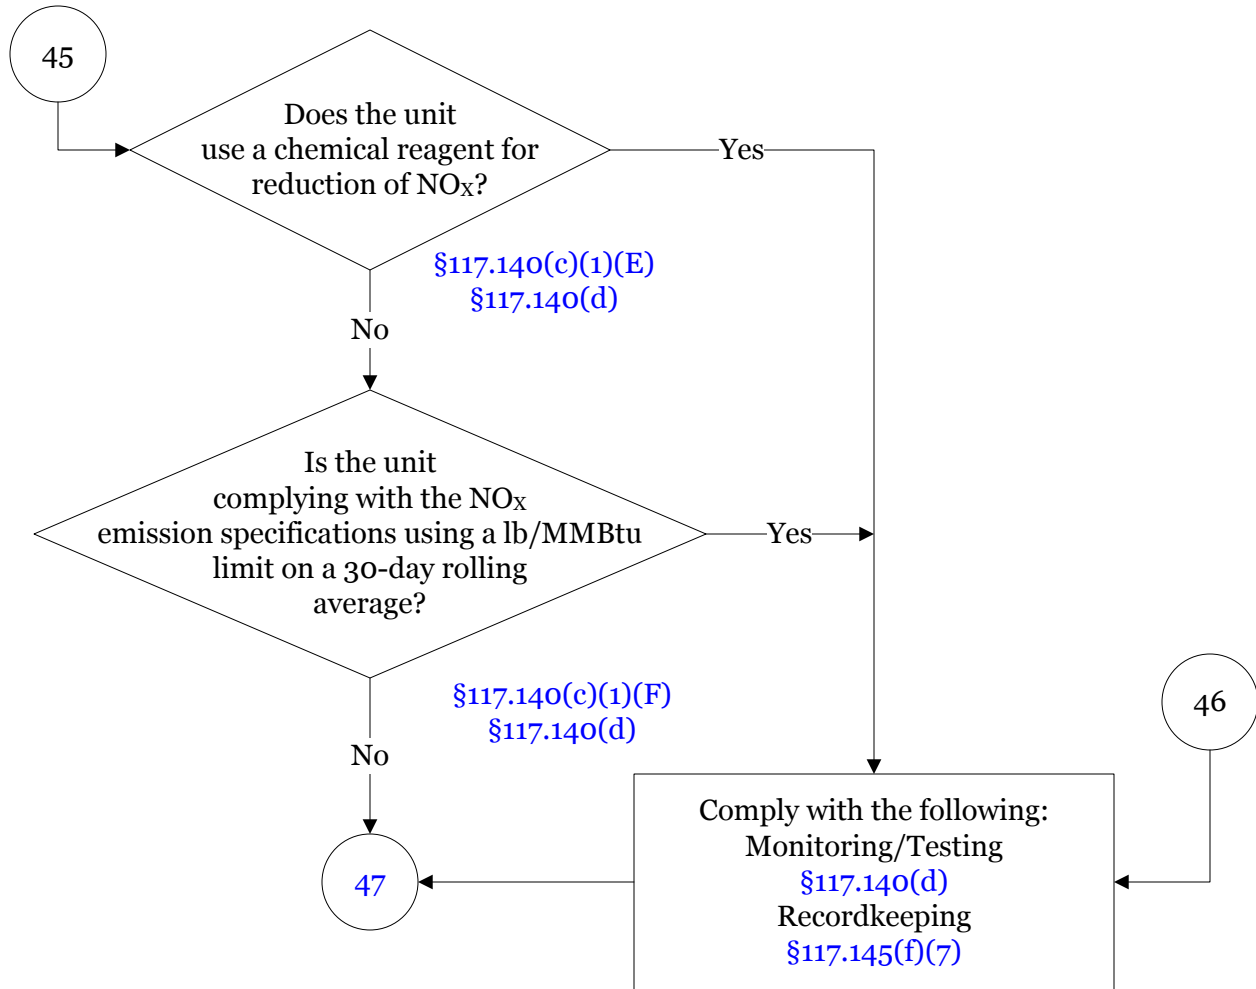 45
Does the unit
use a chemical reagent for
reduction of NOX?
Yes
§117.140(c)(1)(E)
§117.140(d)
No
Is the unit
complying with the NOX
emission specifications using a lb/MMBtu
limit on a 30-day rolling
average?
Yes
§117.140(c)(1)(F)
§117.140(d)
46
No
Comply with the following:
Monitoring/Testing
§117.140(d)
Recordkeeping
§117.145(f)(7)
47